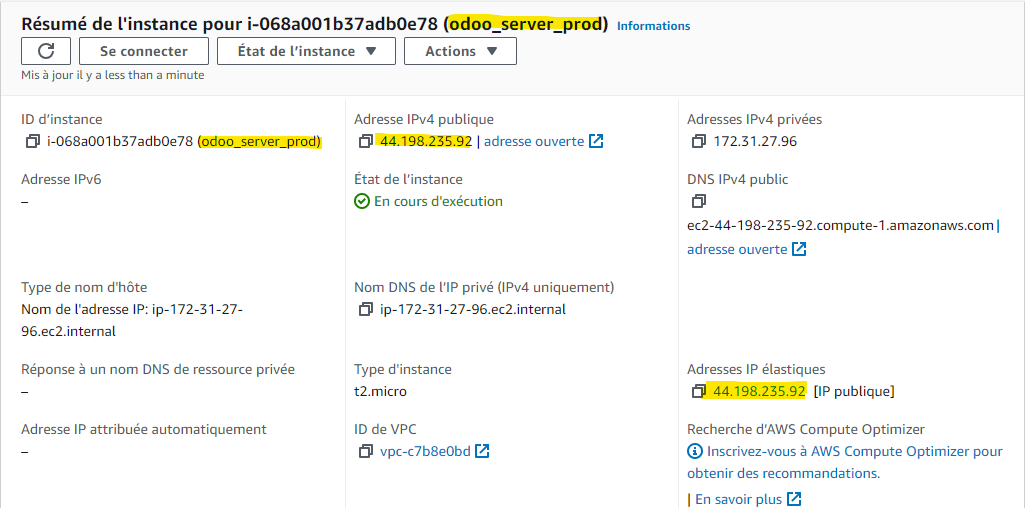 Résumé de l'instance pour i-068a001b37adb0e78 (odoo_server_prod) Informations
Se connecter État de l'instance Actions
Mis à jour il y a less than a minute
ID d'instance
i-068a001b37adb0e78 (odoo_server_prod)
Adresse IPv4 publique
44.198.235.92 | adresse ouverte
Adresses IPv4 privées
172.31.27.96
Adresse IPv6
–
État de l'instance
En cours d'exécution
DNS IPv4 public
ec2-44-198-235-92.compute-1.amazonaws.com |
adresse ouverte
Type de nom d'hôte
Nom de l'adresse IP: ip-172-31-27-
96.ec2.internal
Nom DNS de l'IP privé (IPv4 uniquement)
ip-172-31-27-96.ec2.internal
Réponse à un nom DNS de ressource privée
–
Type d'instance
t2.micro
Adresses IP élastiques
44.198.235.92 [IP publique]
Adresse IP attribuée automatiquement
–
ID de VPC
vpc-c7b8e0bd
Recherche d'AWS Compute Optimizer
Inscrivez-vous à AWS Compute Optimizer pour
obtenir des recommandations.
| En savoir plus